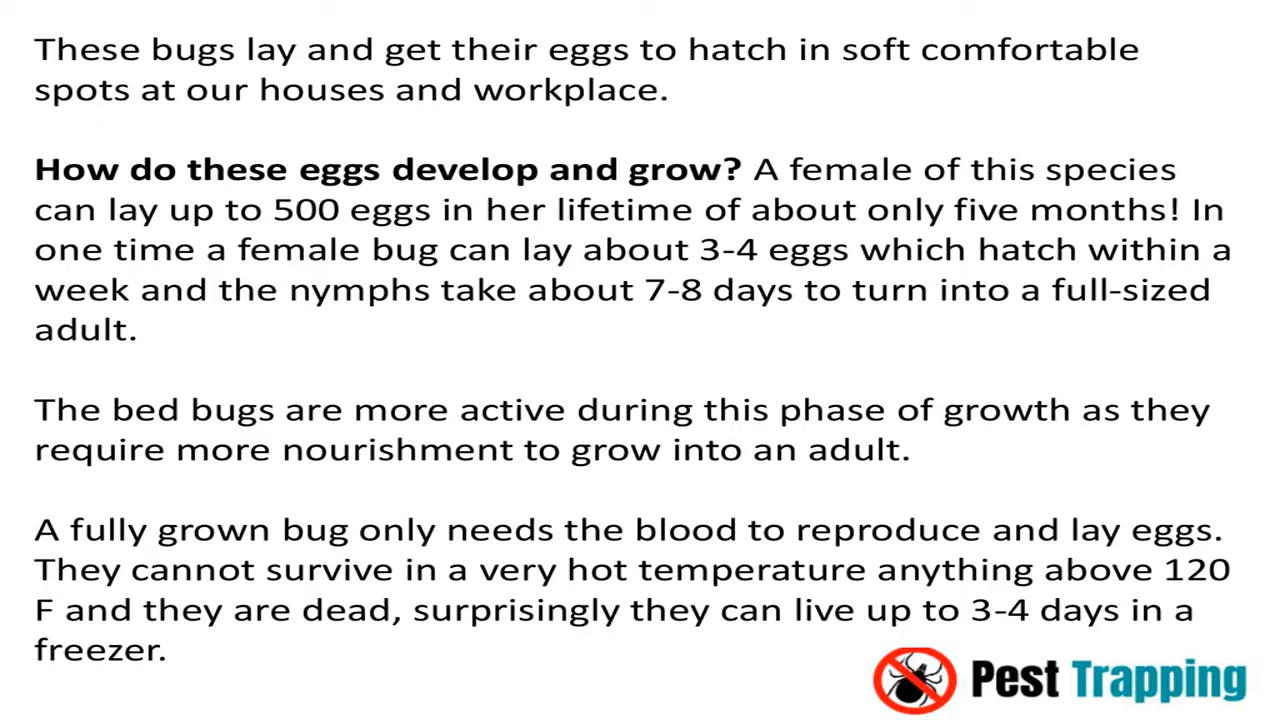 These bugs lay and get their eggs to hatch in soft comfortable
spots at our houses and workplace.
How do these eggs develop and grow? A female of this species
can lay up to 500 eggs in her lifetime of about only five months! In
one time a female bug can lay about 3-4 eggs which hatch within a
week and the nymphs take about 7-8 days to turn into a full-sized
adult.
The bed bugs are more active during this phase of growth as they
require more nourishment to grow into an adult.
A fully grown bug only needs the blood to reproduce and lay eggs.
They cannot survive in a very hot temperature anything above 120
F and they are dead, surprisingly they can live up to 3-4 days in a
freezer.
Pest Trapping